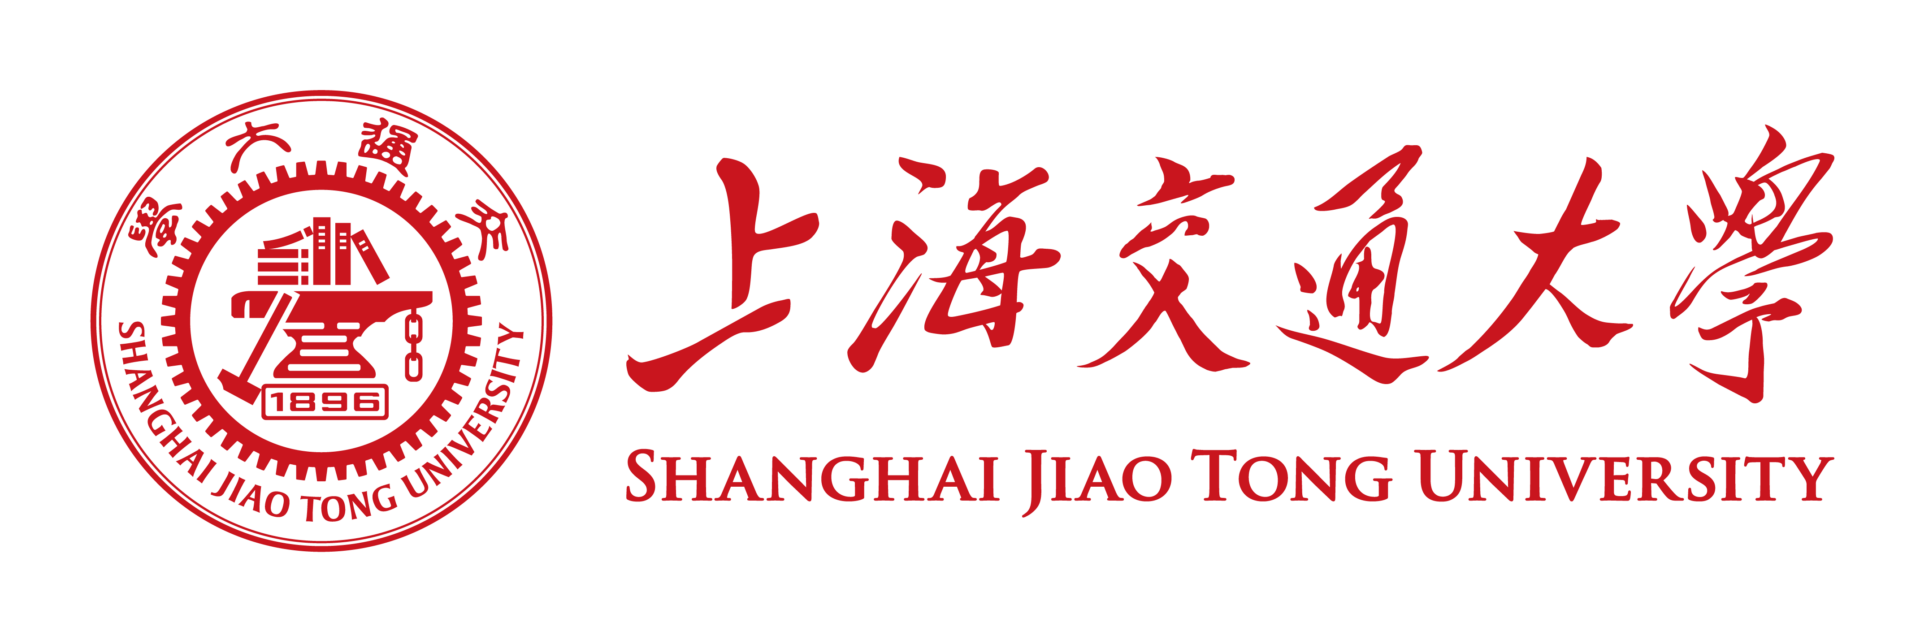 交通大學
1896
SHANGHAI JIAO TONG UNIVERSITY
上海交通大學
SHANGHAI JIAO TONG UNIVERSITY